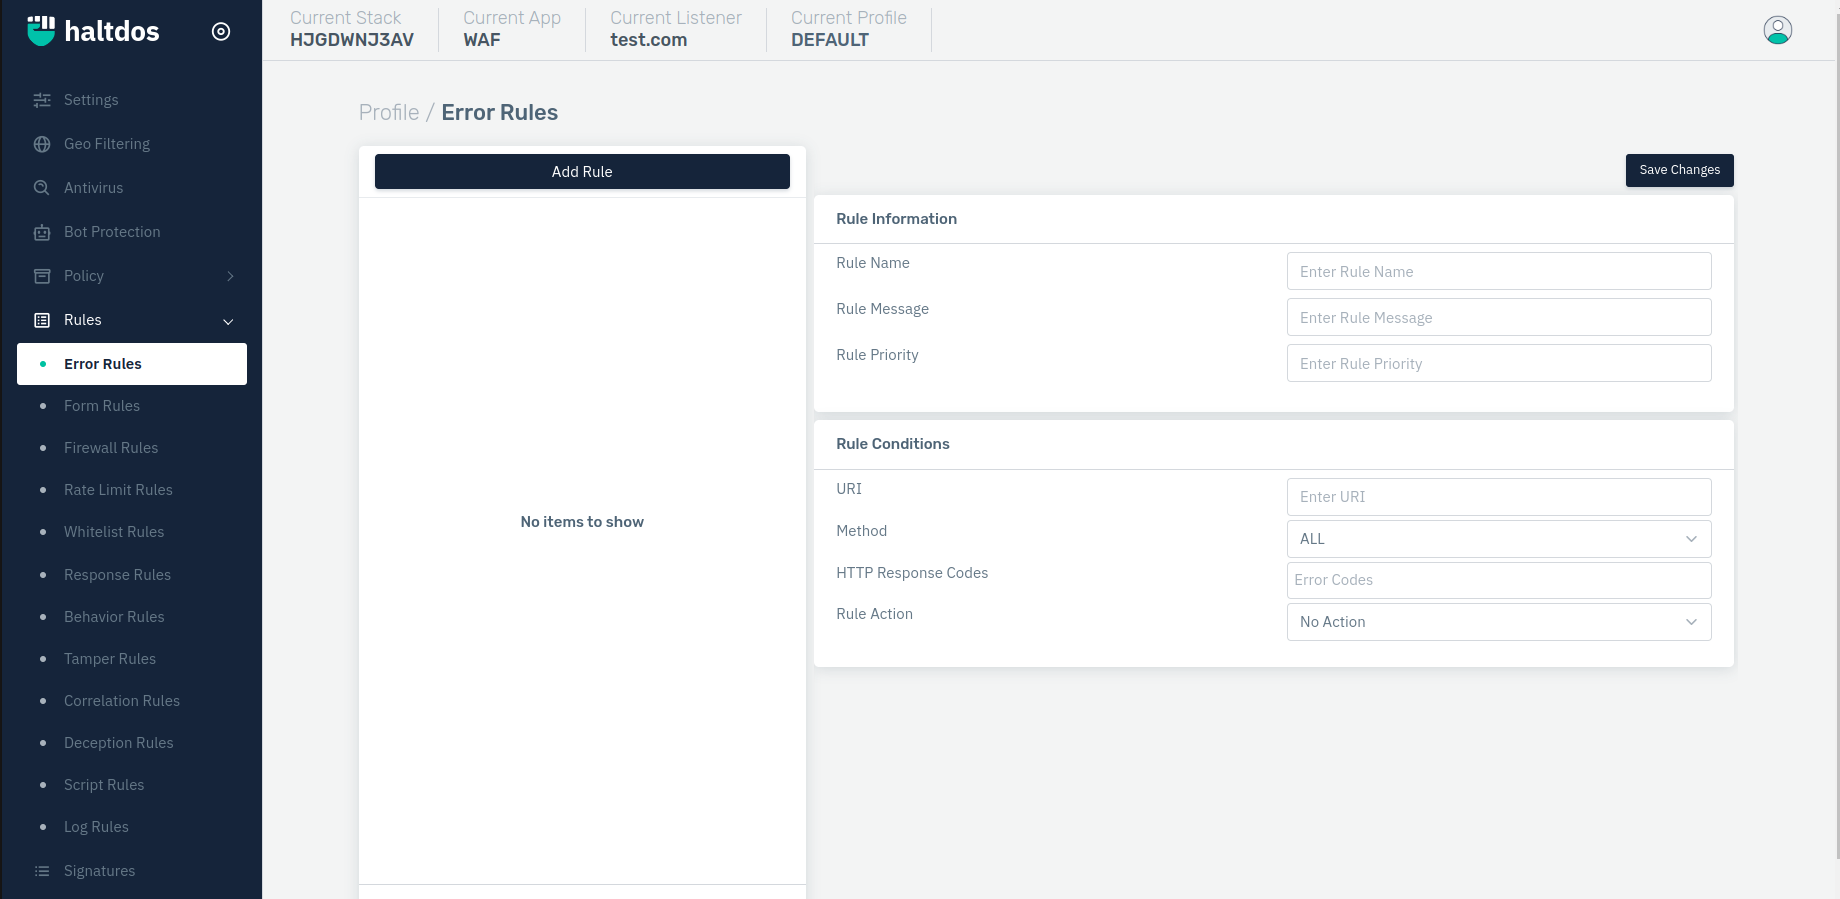 haltdos
Current Stack
HJGDWNJ3AV
Current App
WAF
Current Listener
test.com
Current Profile
DEFAULT
Settings
Geo Filtering
Antivirus
Bot Protection
Policy
Rules
Error Rules
Form Rules
Firewall Rules
Rate Limit Rules
Whitelist Rules
Response Rules
Behavior Rules
Tamper Rules
Correlation Rules
Deception Rules
Script Rules
Log Rules
Signatures
Profile / Error Rules
Add Rule
No items to show
Save Changes
Rule Information
Rule Name
Enter Rule Name
Rule Message
Enter Rule Message
Rule Priority
Enter Rule Priority
Rule Conditions
URI
Enter URI
Method
ALL
HTTP Response Codes
Error Codes
Rule Action
No Action